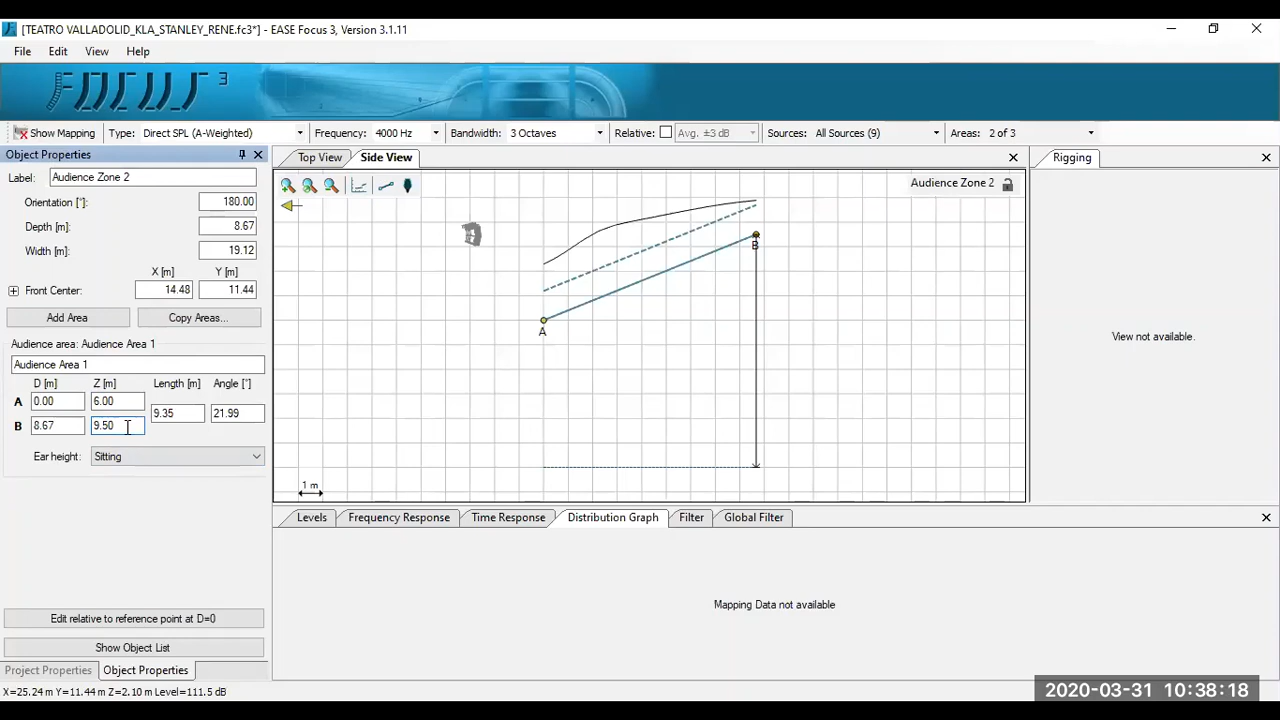 [TEATRO VALLADOLID_KLA_STANLEY_RENE.fc3*] - EASE Focus 3, Version 3.1.11
File Edit View Help
FOCUS 3
Show Mapping Type: Direct SPL (A-Weighted) Frequency: 4000 Hz Bandwidth: 3 Octaves Relative: Avg. ±3 dB Sources: All Sources (9) Areas: 2 of 3
Object Properties
Label: Audience Zone 2
Orientation [°]: 180.00
Depth [m]: 8.67
Width [m]: 19.12
X [m] Y [m]
Front Center: 14.48 11.44
Add Area Copy Areas...
Audience area: Audience Area 1
Audience Area 1
D [m] Z [m] Length [m] Angle [°]
A 0.00 6.00
9.35 21.99
B 8.67 9.50
Ear height: Sitting
Edit relative to reference point at D=0
Show Object List
Project Properties Object Properties
Top View Side View
Audience Zone 2
B
A
1 m
Rigging
View not available.
Levels Frequency Response Time Response Distribution Graph Filter Global Filter
Mapping Data not available
X=25.24 m Y=11.44 m Z=2.10 m Level=111.5 dB
2020-03-31 10:38:18